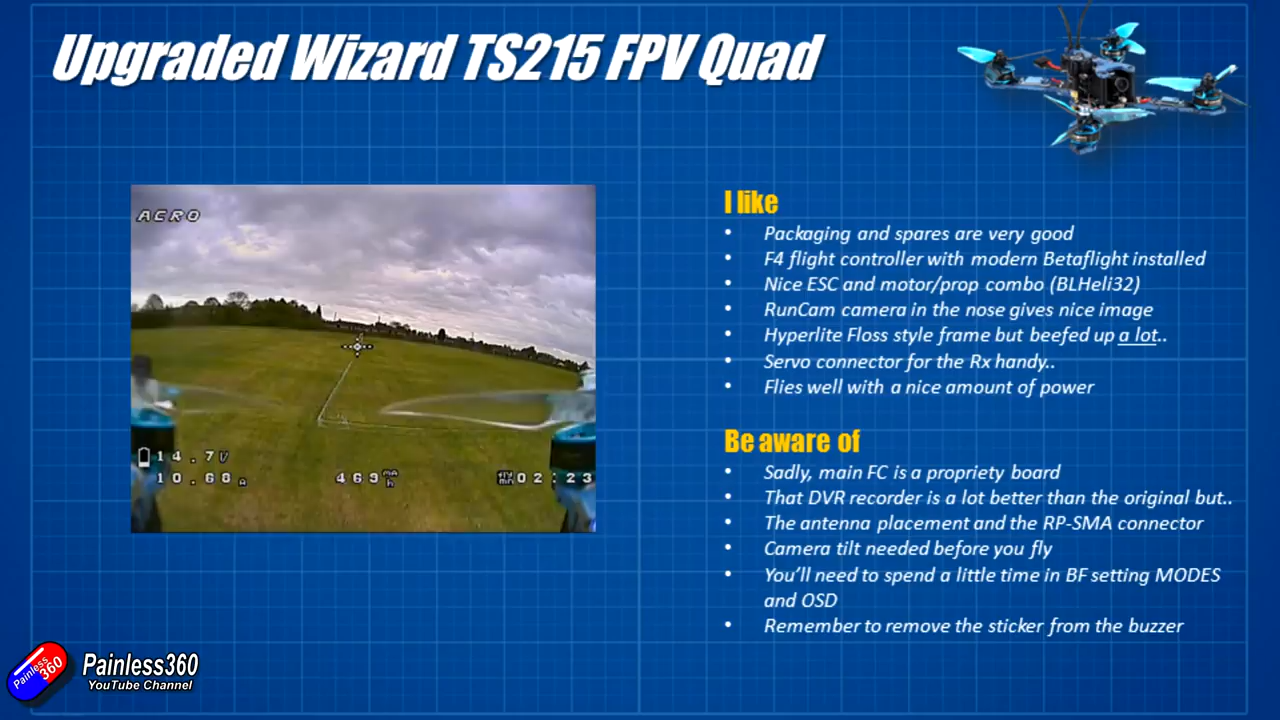 Upgraded Wizard TS215 FPV Quad
I like
• Packaging and spares are very good
• F4 flight controller with modern Betaflight installed
• Nice ESC and motor/prop combo (BLHeli32)
• RunCam camera in the nose gives nice image
• Hyperlite Floss style frame but beefed up a lot..
• Servo connector for the Rx handy..
• Flies well with a nice amount of power
Be aware of
• Sadly, main FC is a propriety board
• That DVR recorder is a lot better than the original but..
• The antenna placement and the RP-SMA connector
• Camera tilt needed before you fly
• You'll need to spend a little time in BF setting MODES
and OSD
• Remember to remove the sticker from the buzzer
ACRO
14.7V
10.60A 469mAh fly mn 02:23
Painless360
YouTube Channel
Painless
360